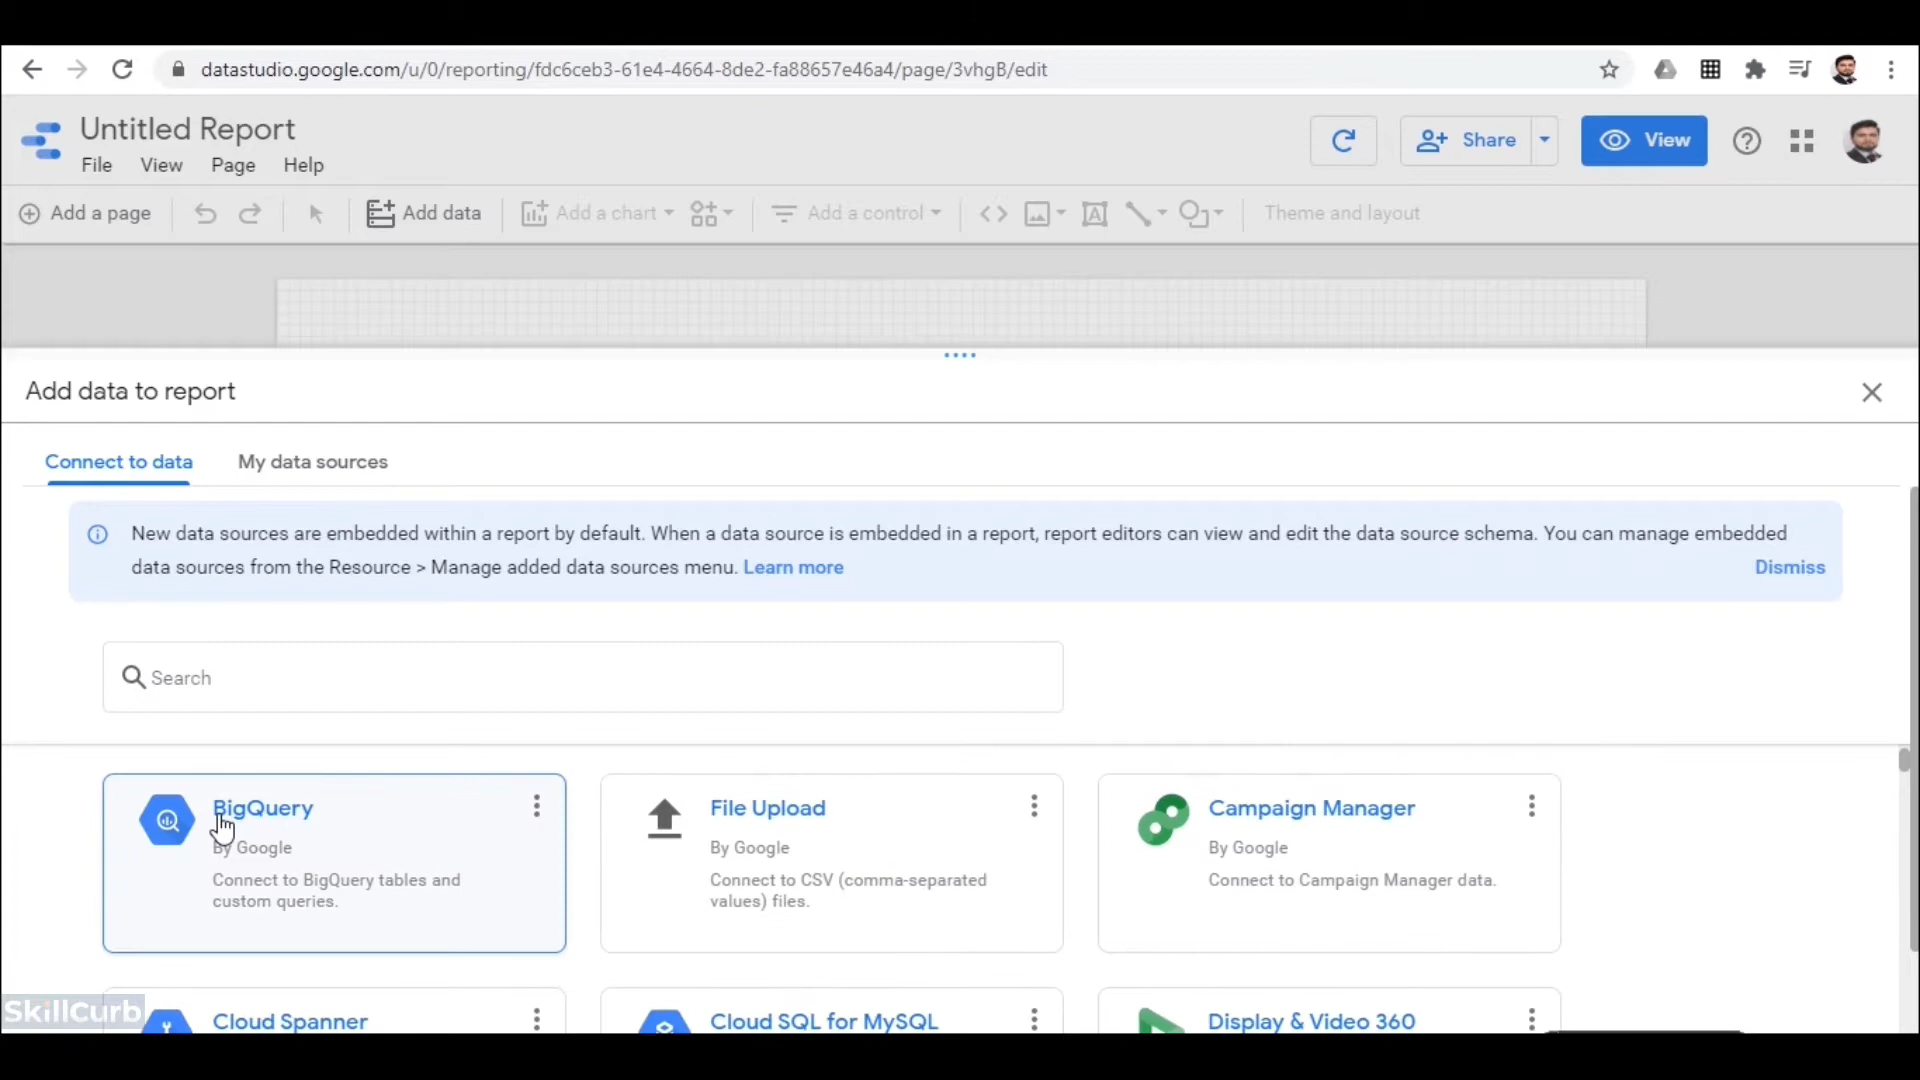 datastudio.google.com/u/0/reporting/fdc6ceb3-61e4-4664-8de2-fa88657e46a4/page/3vhgB/edit
Untitled Report
File View Page Help
Share
View
Add a page
Add data
Add a chart
Add a control
Theme and layout
Add data to report
Connect to data
My data sources
New data sources are embedded within a report by default. When a data source is embedded in a report, report editors can view and edit the data source schema. You can manage embedded
data sources from the Resource > Manage added data sources menu. Learn more
Dismiss
Search
BigQuery
By Google
Connect to BigQuery tables and
custom queries.
File Upload
By Google
Connect to CSV (comma-separated
values) files.
Campaign Manager
By Google
Connect to Campaign Manager data.
SkillCurb
Cloud Spanner
Cloud SQL for MySQL
Display & Video 360